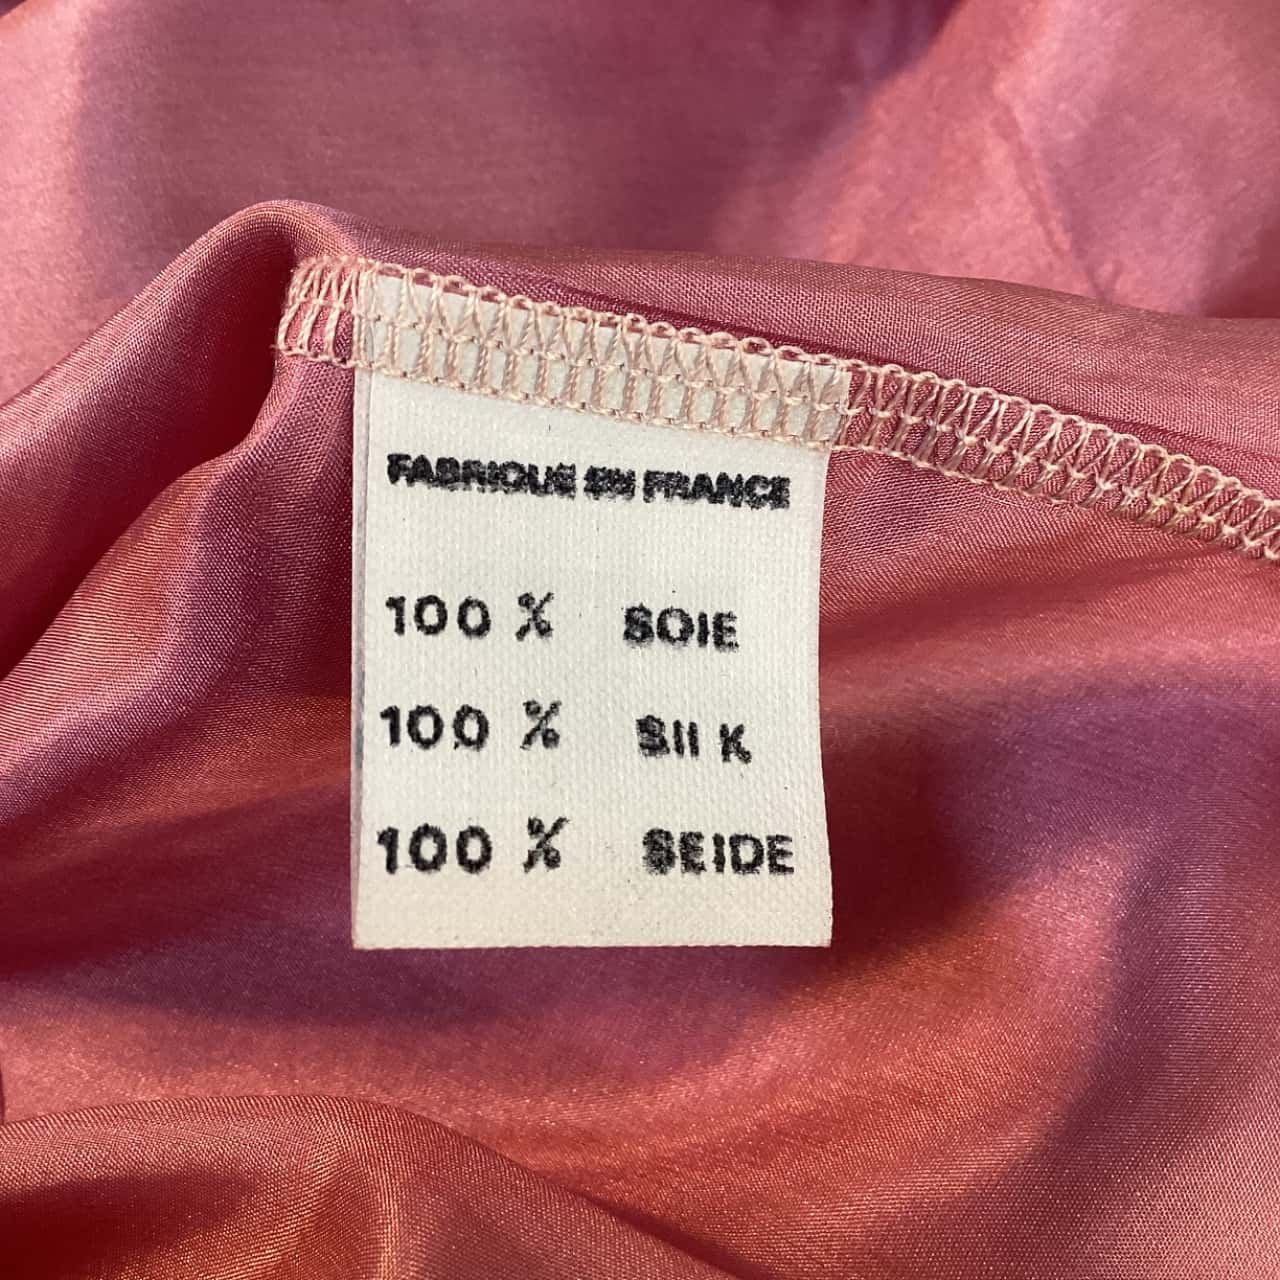 FABRIQUE EN FRANCE
100 % SOIE
100 % SILK
100 % SEIDE